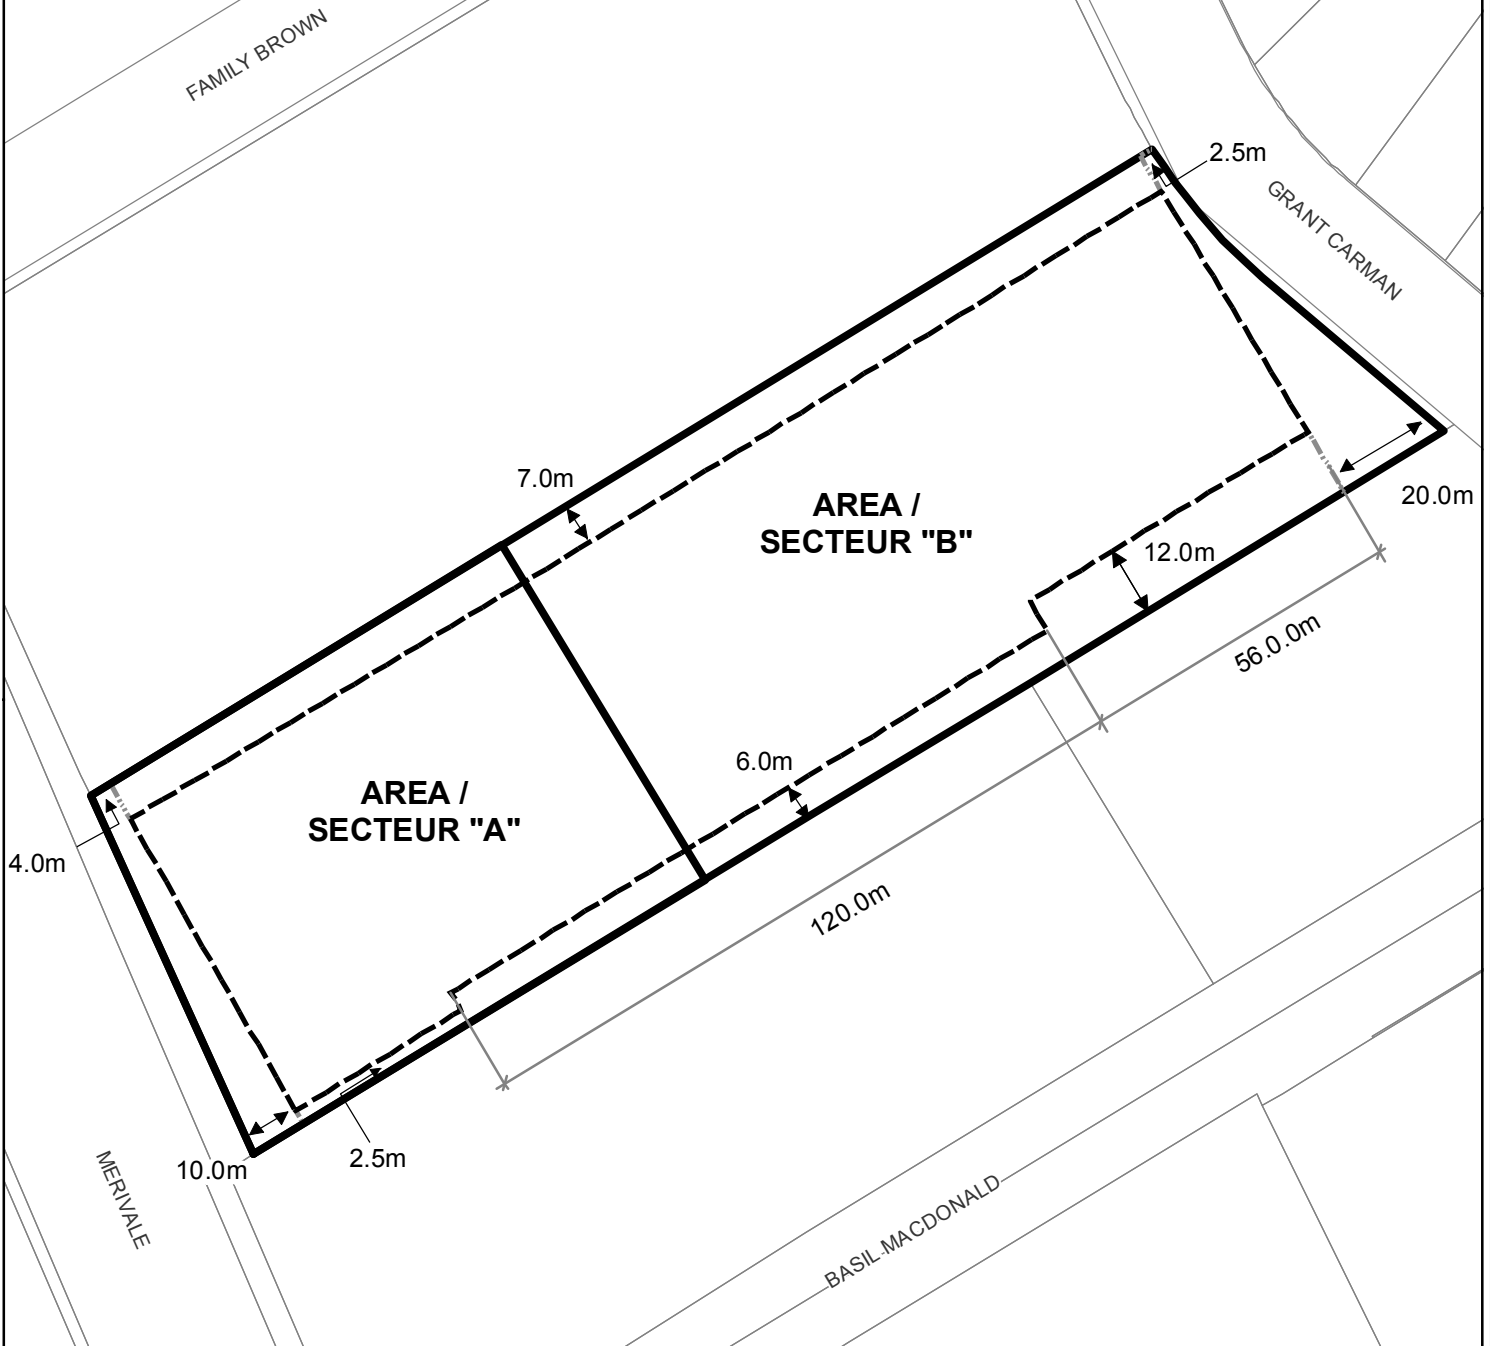 FAMILY BROWN
2.5m
GRANT CARMAN
7.0m
AREA /
SECTEUR "B"
20.0m
12.0m
56.0.0m
6.0m
AREA /
SECTEUR "A"
4.0m
120.0m
2.5m
10.0m
MERIVALE
BASIL MACDONALD